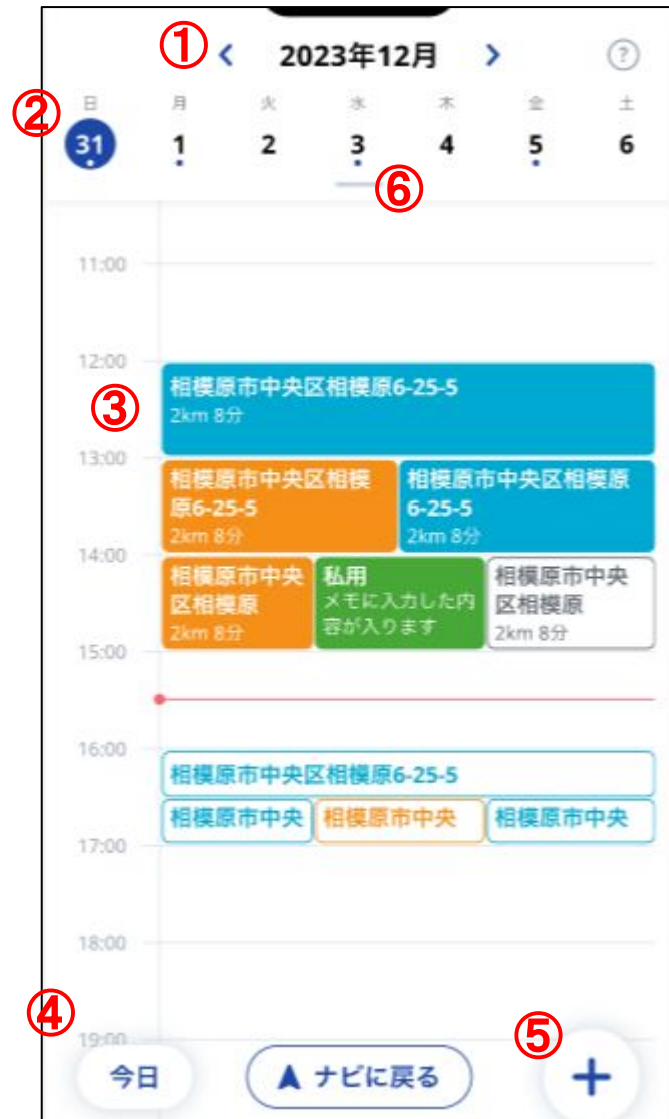 ① 2023年12月 ?
日 月 火 水 木 金 土
② 31 1 2 3 4 5 6
⑥
11:00
12:00
相模原市中央区相模原6-25-5
③ 2km 8分
13:00
相模原市中央区相模
原6-25-5
2km 8分
相模原市中央区相模原
6-25-5
2km 8分
14:00
相模原市中央
区相模原
2km 8分
私用
メモに入力した内
容が入ります
相模原市中央
区相模原
2km 8分
15:00
16:00
相模原市中央区相模原6-25-5
相模原市中央 相模原市中央 相模原市中央
17:00
18:00
④ 19:00 ⑤
今日 ナビに戻る +